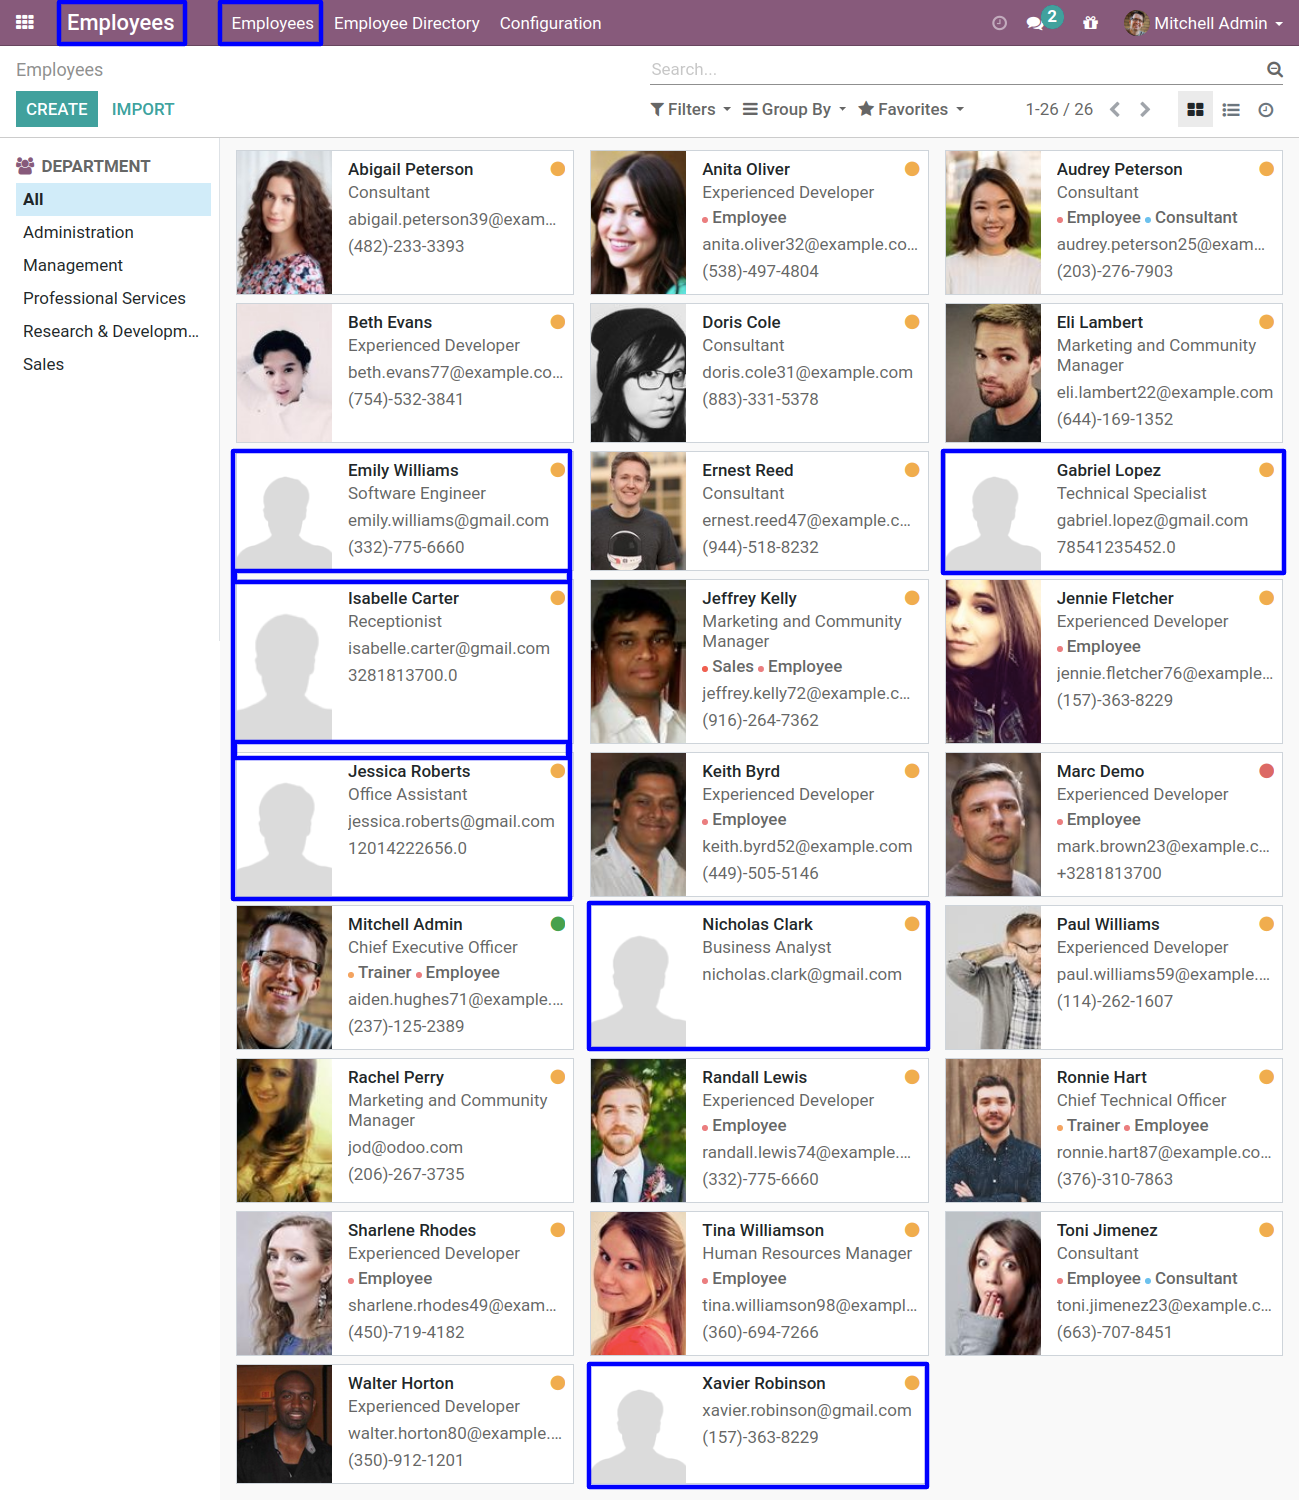 Employees Employees Employee Directory Configuration 2 Mitchell Admin
Employees
Search...
CREATE IMPORT
Filters Group By Favorites 1-26 / 26
DEPARTMENT
All
Administration
Management
Professional Services
Research & Developm...
Sales
Abigail Peterson
Consultant
abigail.peterson39@exam...
(482)-233-3393
Anita Oliver
Experienced Developer
Employee
anita.oliver32@example.co...
(538)-497-4804
Audrey Peterson
Consultant
Employee Consultant
audrey.peterson25@exam...
(203)-276-7903
Beth Evans
Experienced Developer
beth.evans77@example.co...
(754)-532-3841
Doris Cole
Consultant
doris.cole31@example.com
(883)-331-5378
Eli Lambert
Marketing and Community
Manager
eli.lambert22@example.com
(644)-169-1352
Emily Williams
Software Engineer
emily.williams@gmail.com
(332)-775-6660
Ernest Reed
Consultant
ernest.reed47@example.c...
(944)-518-8232
Gabriel Lopez
Technical Specialist
gabriel.lopez@gmail.com
78541235452.0
Isabelle Carter
Receptionist
isabelle.carter@gmail.com
3281813700.0
Jeffrey Kelly
Marketing and Community
Manager
Sales Employee
jeffrey.kelly72@example.c...
(916)-264-7362
Jennie Fletcher
Experienced Developer
Employee
jennie.fletcher76@example...
(157)-363-8229
Jessica Roberts
Office Assistant
jessica.roberts@gmail.com
12014222656.0
Keith Byrd
Experienced Developer
Employee
keith.byrd52@example.com
(449)-505-5146
Marc Demo
Experienced Developer
Employee
mark.brown23@example.c...
+3281813700
Mitchell Admin
Chief Executive Officer
Trainer Employee
aiden.hughes71@example....
(237)-125-2389
Nicholas Clark
Business Analyst
nicholas.clark@gmail.com
Paul Williams
Experienced Developer
paul.williams59@example....
(114)-262-1607
Rachel Perry
Marketing and Community
Manager
jod@odoo.com
(206)-267-3735
Randall Lewis
Experienced Developer
Employee
randall.lewis74@example....
(332)-775-6660
Ronnie Hart
Chief Technical Officer
Trainer Employee
ronnie.hart87@example.co...
(376)-310-7863
Sharlene Rhodes
Experienced Developer
Employee
sharlene.rhodes49@exam...
(450)-719-4182
Tina Williamson
Human Resources Manager
Employee
tina.williamson98@exampl...
(360)-694-7266
Toni Jimenez
Consultant
Employee Consultant
toni.jimenez23@example.c...
(663)-707-8451
Walter Horton
Experienced Developer
walter.horton80@example....
(350)-912-1201
Xavier Robinson
xavier.robinson@gmail.com
(157)-363-8229